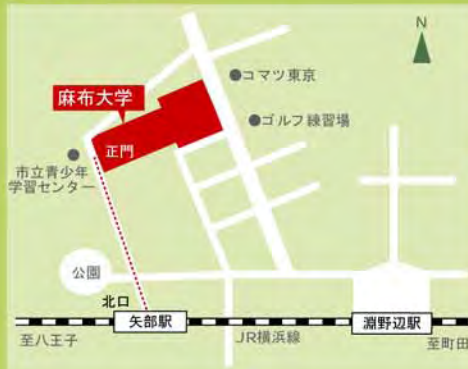 N
コマツ東京
麻布大学
ゴルフ練習場
正門
市立青少年
学習センター
公園
北口
矢部駅
淵野辺駅
至八王子
JR横浜線
至町田